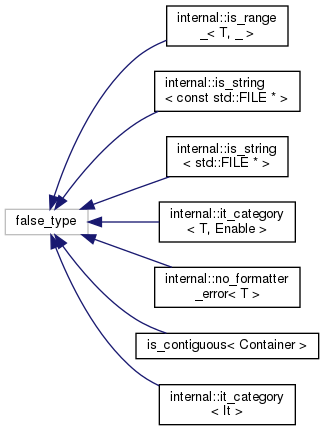 internal::is_range
_< T, _ >
internal::is_string
< const std::FILE * >
internal::is_string
< std::FILE * >
false_type
internal::it_category
< T, Enable >
internal::no_formatter
_error< T >
is_contiguous< Container >
internal::it_category
< It >